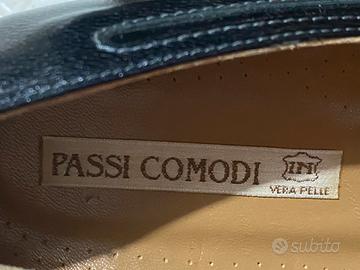 PASSI COMODI
IN
VERA PELLE
subito